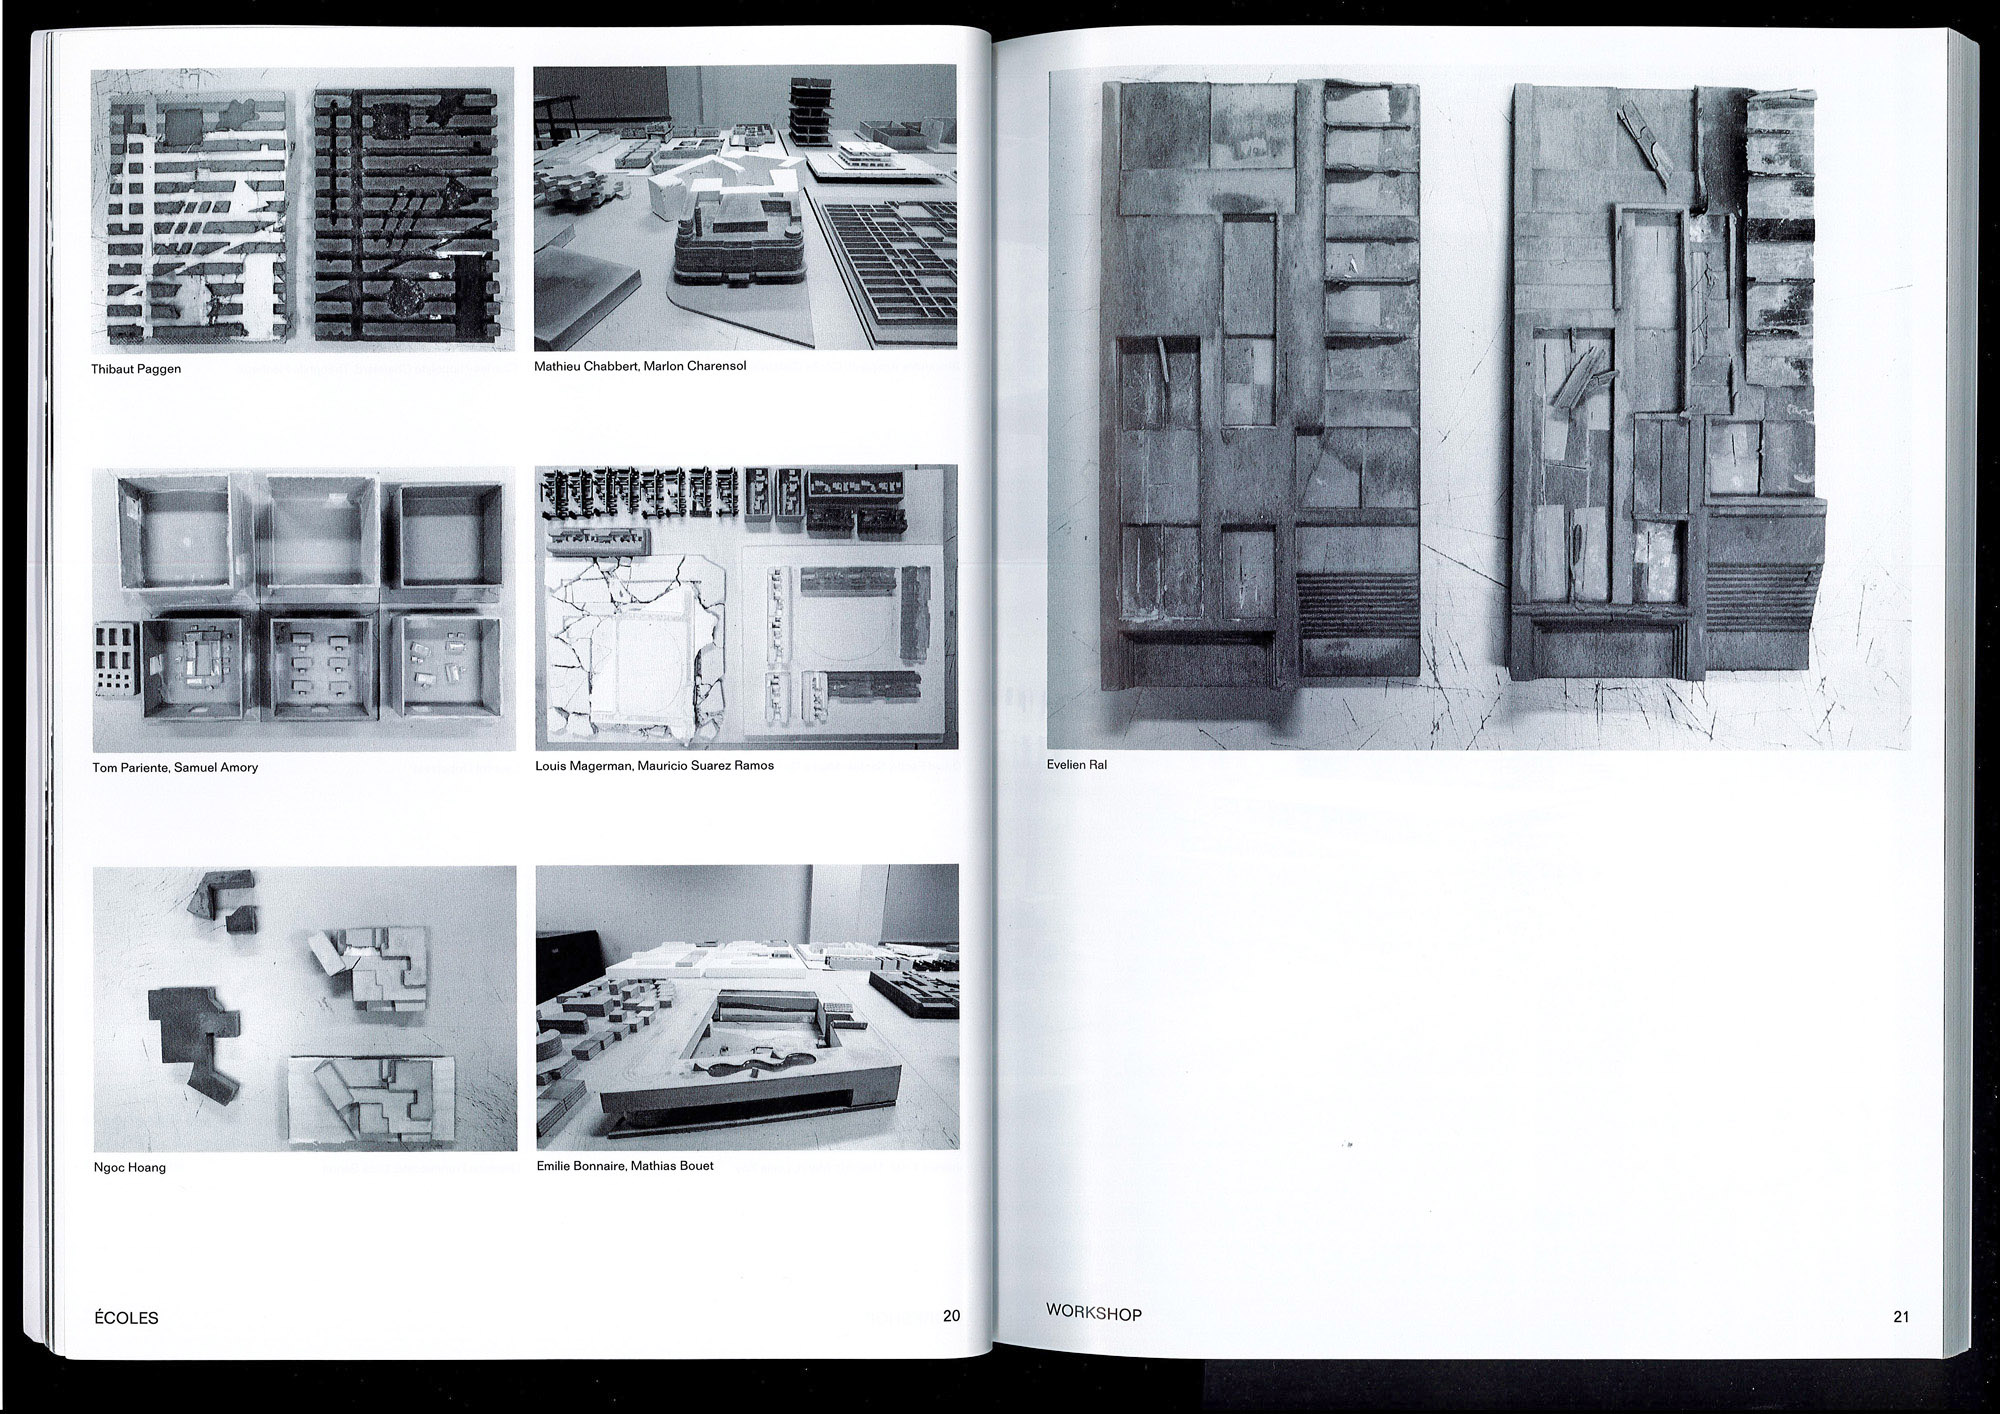 Thibaut Paggen
Mathieu Chabbert, Marlon Charensol
Tom Pariente, Samuel Amory
Louis Magerman, Mauricio Suarez Ramos
Ngoc Hoang
Emilie Bonnaire, Mathias Bouet
ÉCOLES
20
Evelien Ral
WORKSHOP
21